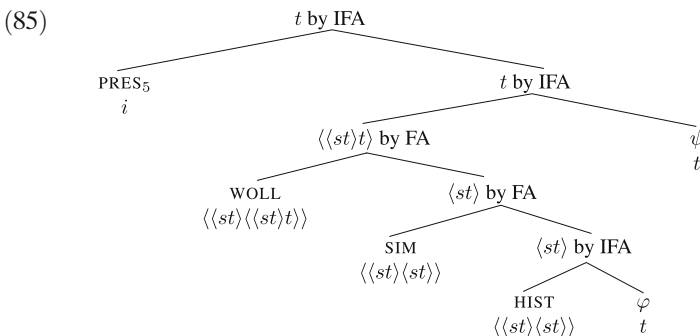 (85)
t by IFA
PRES₅
i
t by IFA
⟨⟨st⟩t⟩ by FA
ψ
t
WOLL
⟨⟨st⟩⟨⟨st⟩t⟩⟩
⟨st⟩ by FA
SIM
⟨⟨st⟩⟨st⟩⟩
⟨st⟩ by IFA
HIST
⟨⟨st⟩⟨st⟩⟩
φ
t